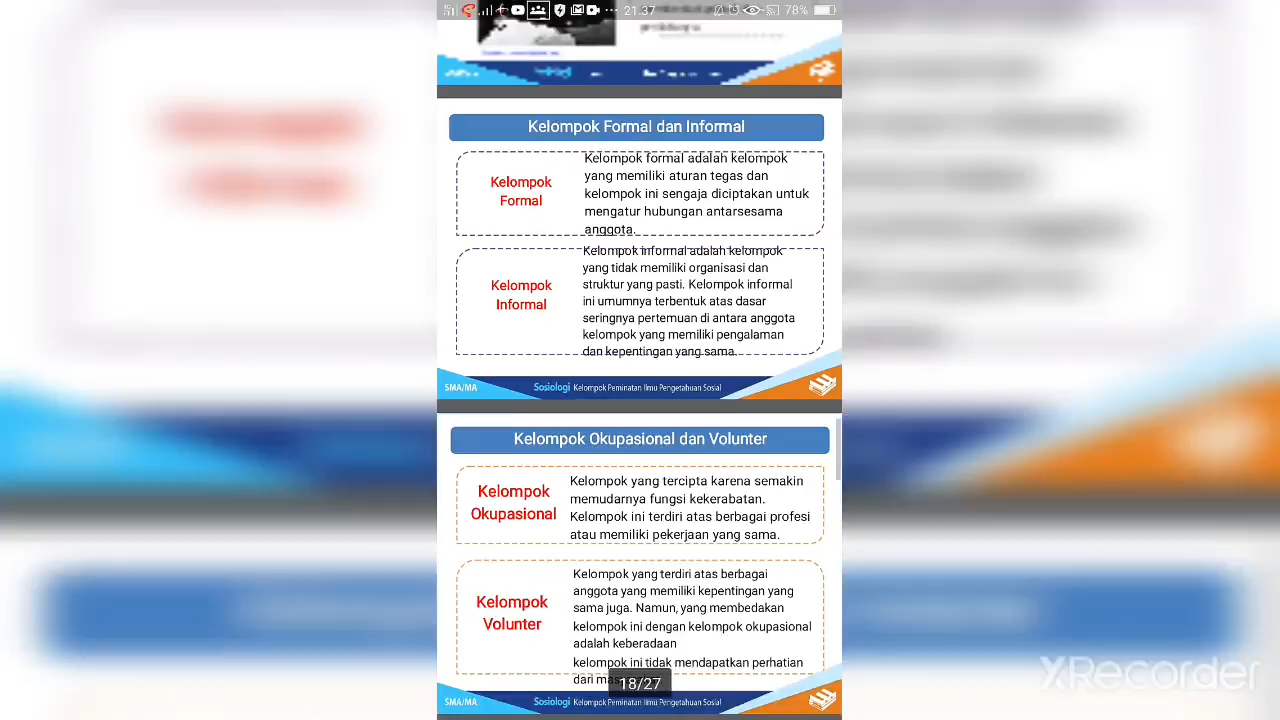 21.37
78%
Kelompok Formal dan Informal
Kelompok
Formal
Kelompok formal adalah kelompok
yang memiliki aturan tegas dan
kelompok ini sengaja diciptakan untuk
mengatur hubungan antarsesama
anggota.
Kelompok
Informal
Kelompok informal adalah kelompok
yang tidak memiliki organisasi dan
struktur yang pasti. Kelompok informal
ini umumnya terbentuk atas dasar
seringnya pertemuan di antara anggota
kelompok yang memiliki pengalaman
dan kepentingan yang sama.
SMA/MA
Sosiologi Kelompok Peminatan Ilmu Pengetahuan Sosial
Kelompok Okupasional dan Volunter
Kelompok
Okupasional
Kelompok yang tercipta karena semakin
memudarnya fungsi kekerabatan.
Kelompok ini terdiri atas berbagai profesi
atau memiliki pekerjaan yang sama.
Kelompok
Volunter
Kelompok yang terdiri atas berbagai
anggota yang memiliki kepentingan yang
sama juga. Namun, yang membedakan
kelompok ini dengan kelompok okupasional
adalah keberadaan
kelompok ini tidak mendapatkan perhatian
dari
18/27
SMA/MA
Sosiologi Kelompok Peminatan Ilmu Pengetahuan Sosial
XRecorder